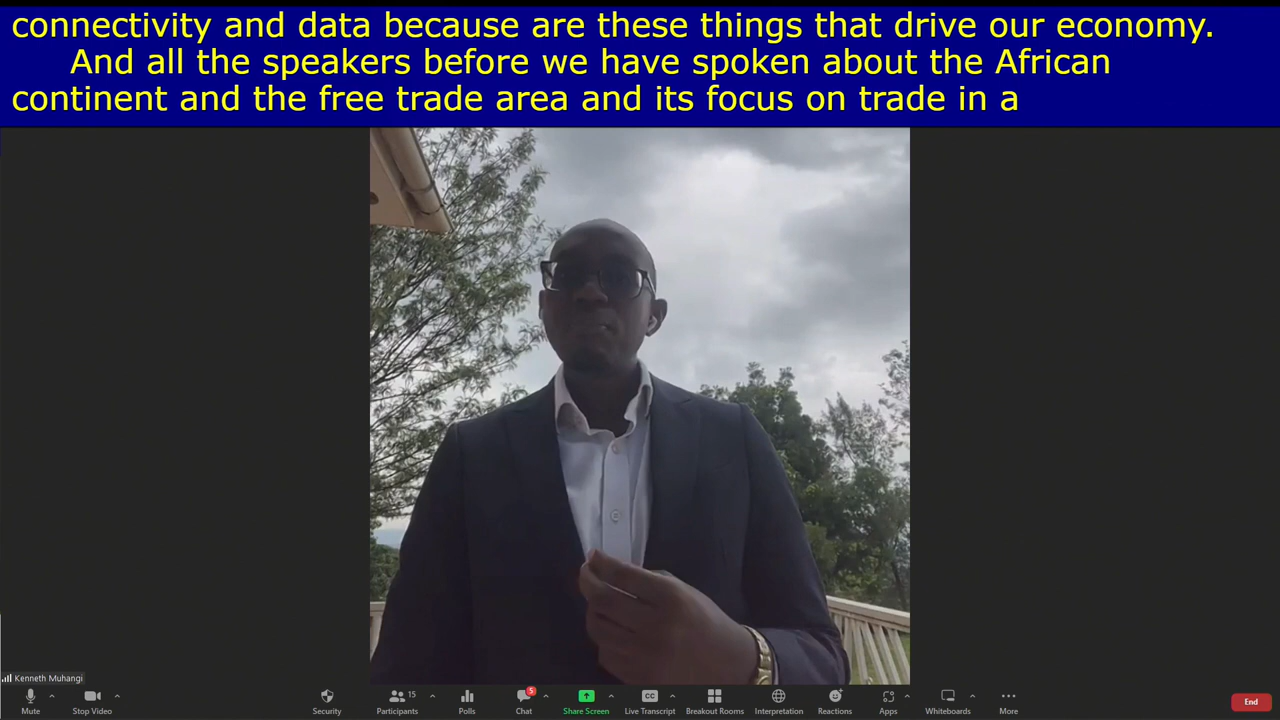 connectivity and data because are these things that drive our economy.
And all the speakers before we have spoken about the African
continent and the free trade area and its focus on trade in a
Kenneth Muhangi
Mute
Stop Video
Security
15
Participants
Polls
5
Chat
Share Screen
CC
Live Transcript
Breakout Rooms
Interpretation
Reactions
Apps
Whiteboards
More
End